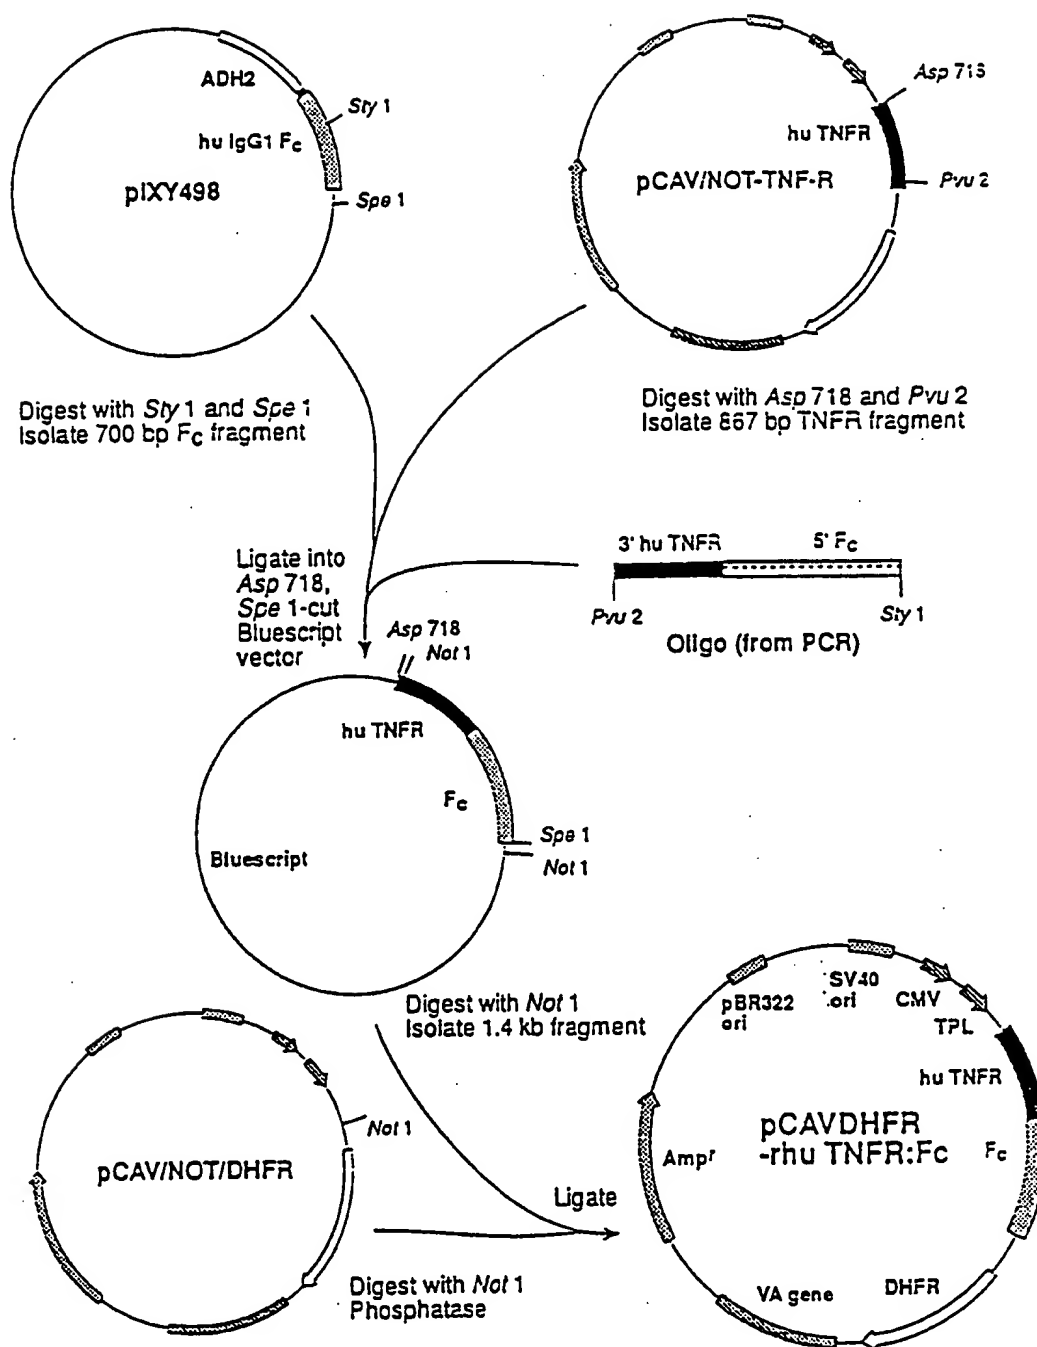 ADH2
Sty 1
hu IgG1 Fc
pIXY498
Spe 1
Asp 718
hu TNFR
pCAV/NOT-TNF-R
Pvu 2
Digest with Sty 1 and Spe 1
Isolate 700 bp Fc fragment
Digest with Asp 718 and Pvu 2
Isolate 867 bp TNFR fragment
Ligate into
Asp 718,
Spe 1-cut
Bluescript
vector
3' hu TNFR
5' Fc
Pvu 2
Sty 1
Oligo (from PCR)
Asp 718
Not 1
hu TNFR
Fc
Spe 1
Not 1
Bluescript
Digest with Not 1
Isolate 1.4 kb fragment
pBR322
ori
SV40
ori
CMV
TPL
hu TNFR
Fc
pCAVDHFR
-rhu TNFR:Fc
Ampr
DHFR
VA gene
Not 1
pCAV/NOT/DHFR
Ligate
Digest with Not 1
Phosphatase